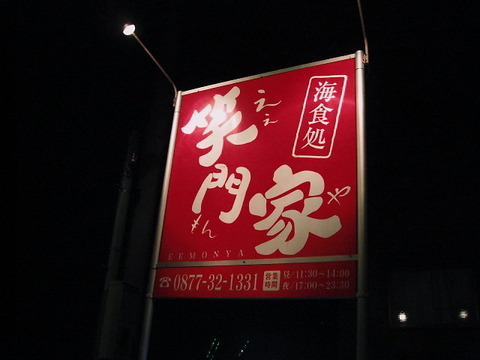 海食処
笑門家
ええ
もん
や
EEMONYA
☎0877-32-1331
営業時間
昼/11:30~14:00
夜/17:00~23:30